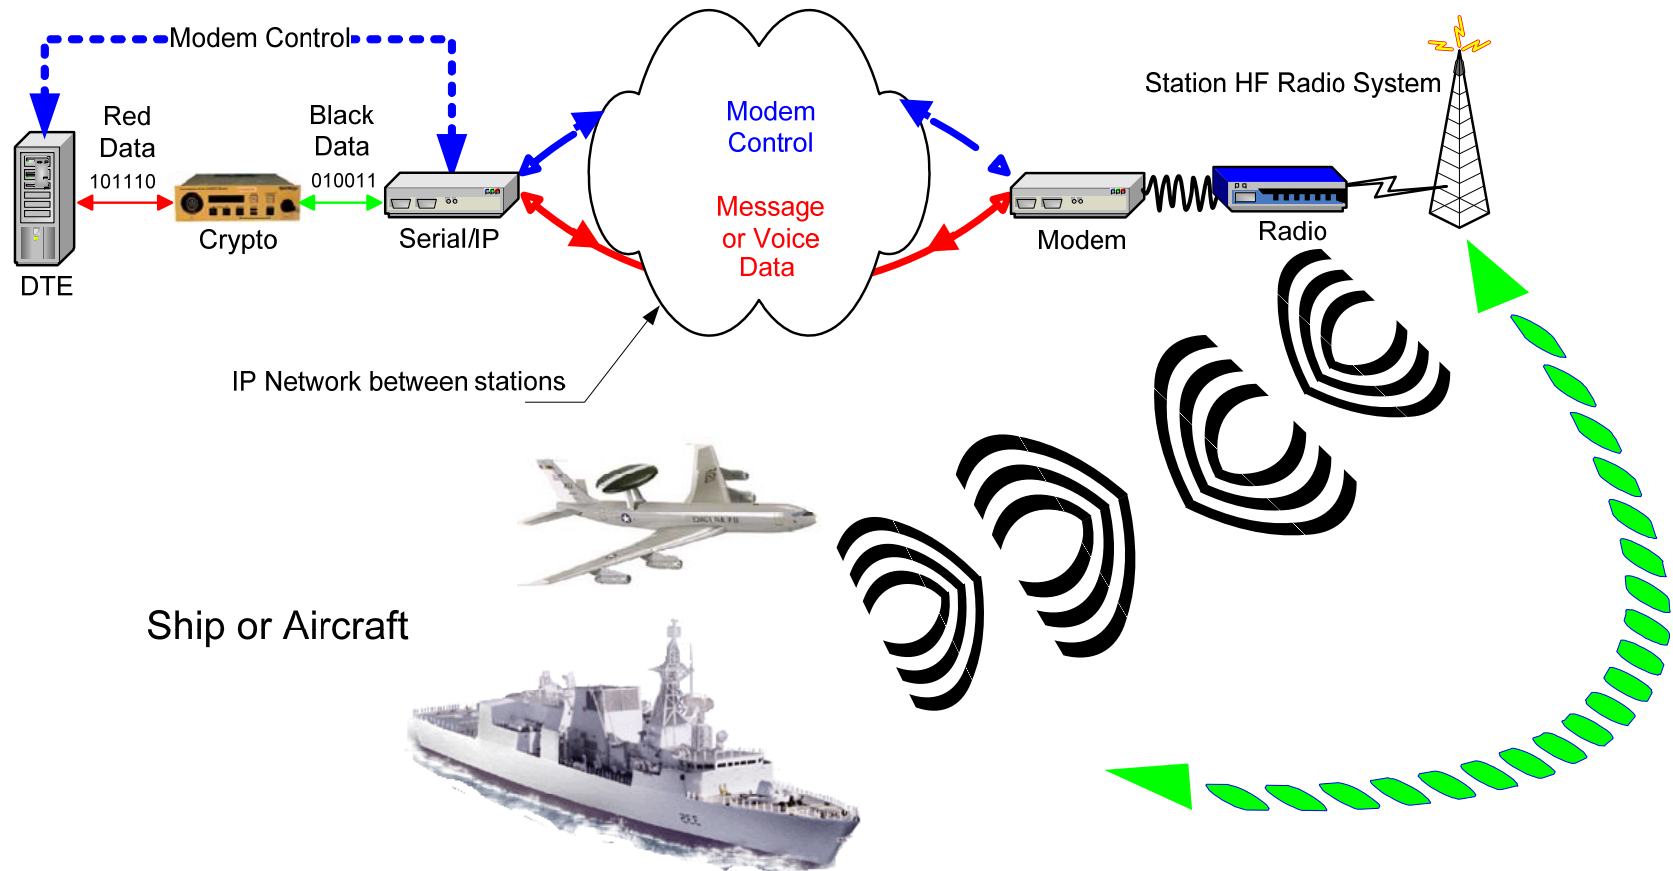 Modem Control
Station HF Radio System
Red
Data
101110
Black
Data
010011
Modem
Control
Message
or Voice
Data
DTE
Crypto
Serial/IP
Modem
Radio
IP Network between stations
Ship or Aircraft